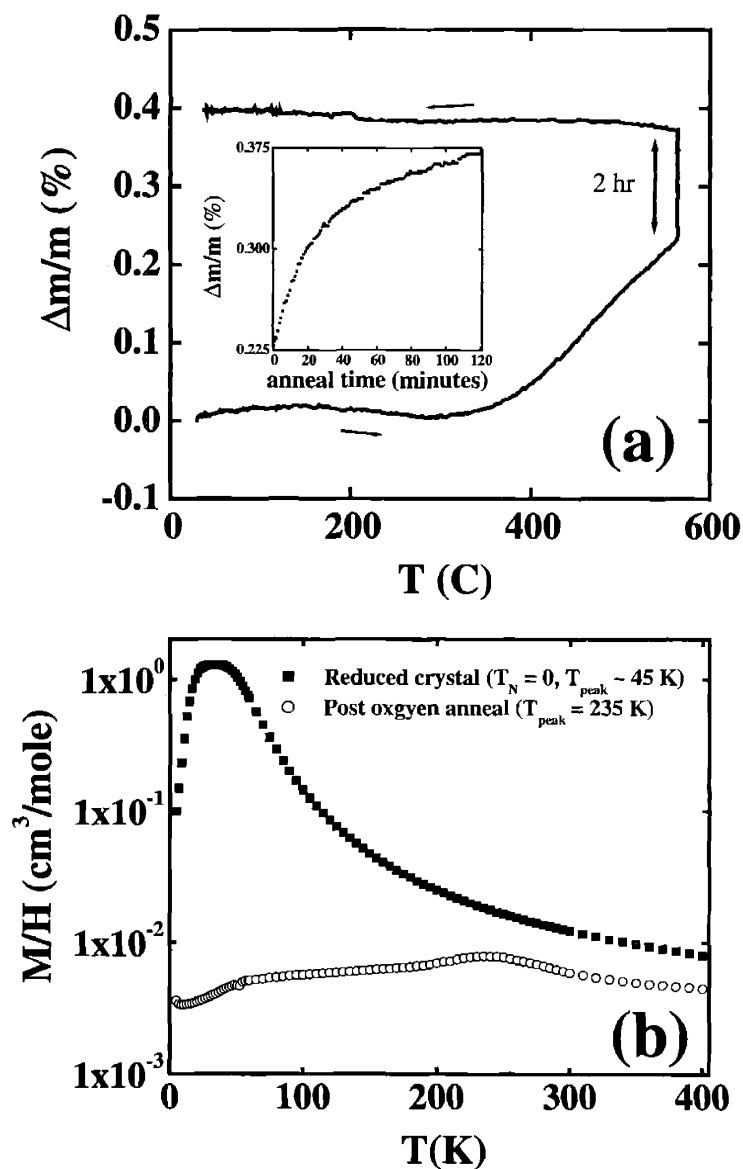 0.5
0.4
0.3
0.2
0.1
0.0
-0.1
Δm/m (%)
0.375
0.300
0.225
Δm/m (%)
0 20 40 60 80 100 120
anneal time (minutes)
2 hr
(a)
0 200 400 600
T (C)
1x10^0
1x10^-1
1x10^-2
1x10^-3
M/H (cm^3/mole)
Reduced crystal (T_N = 0, T_peak ~ 45 K)
Post oxgyen anneal (T_peak = 235 K)
(b)
0 100 200 300 400
T(K)